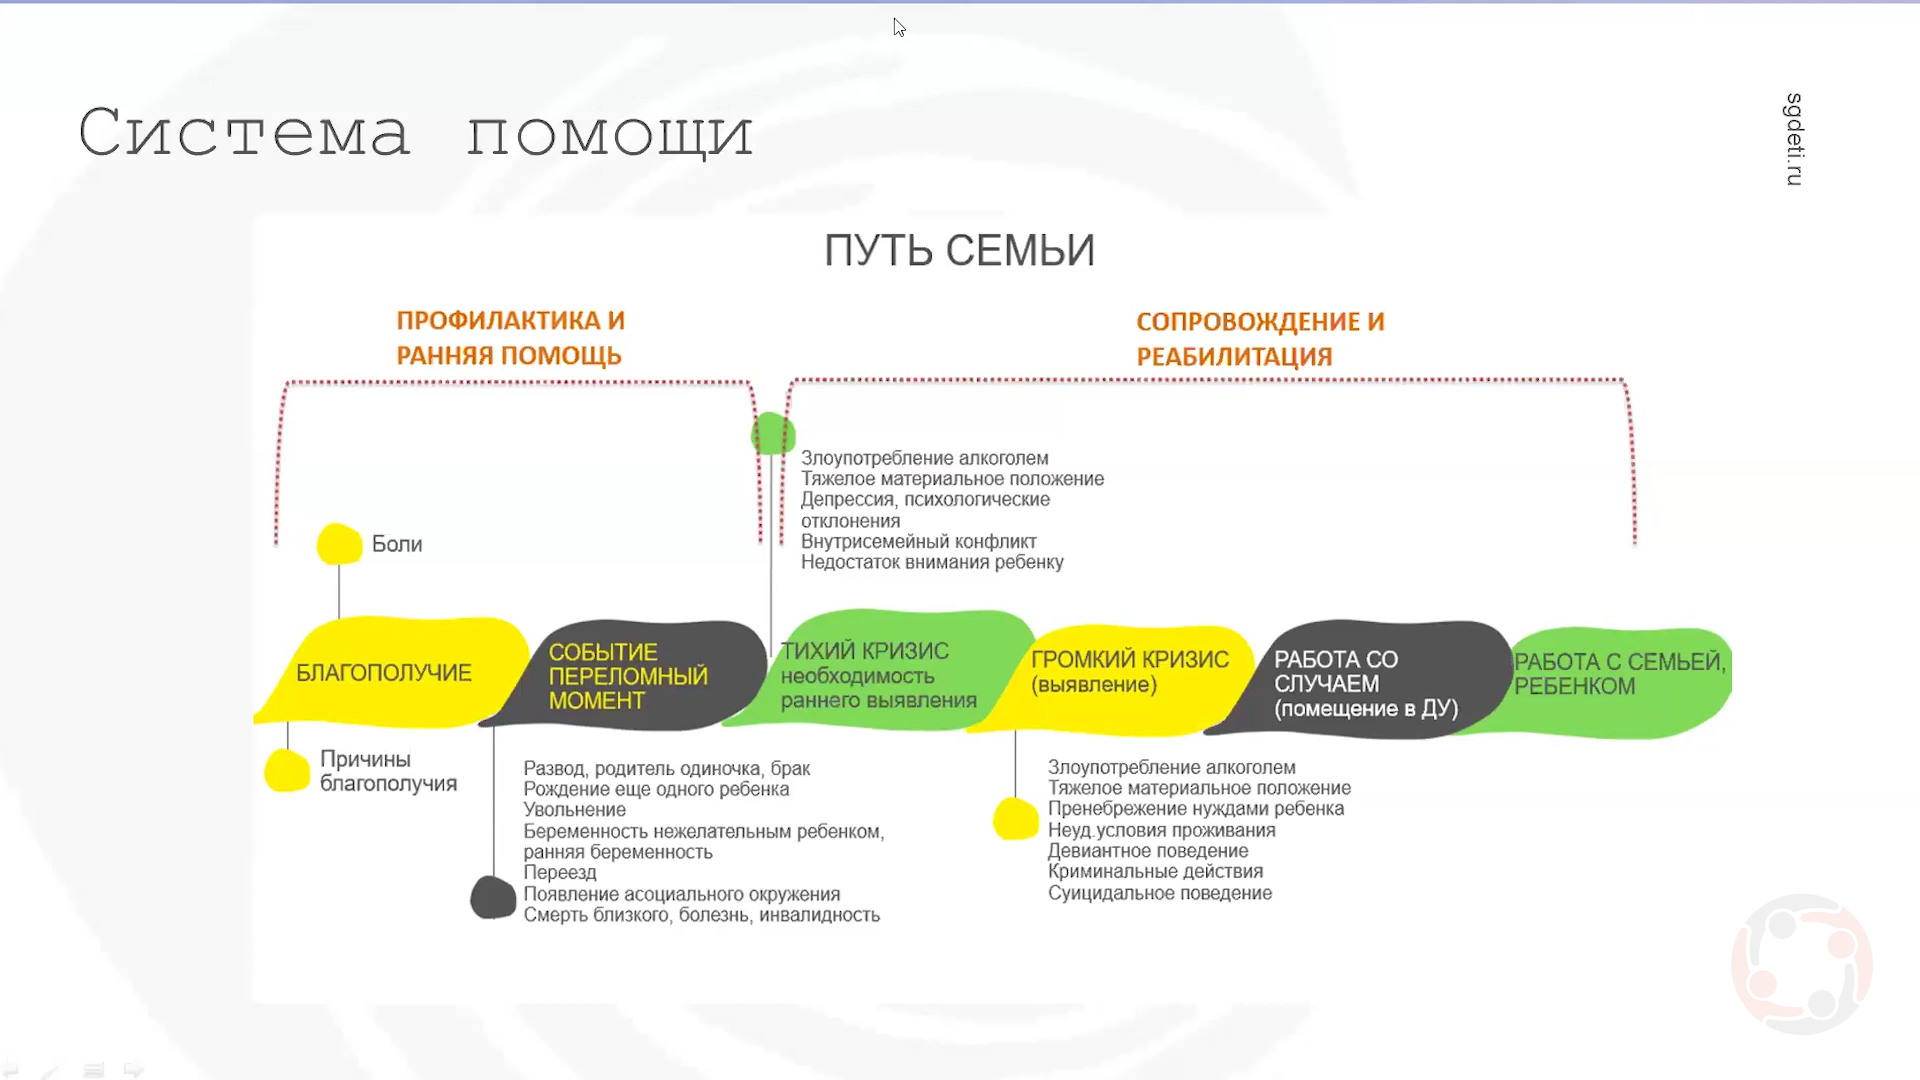 Система помощи
sgdeti.ru
ПУТЬ СЕМЬИ
ПРОФИЛАКТИКА И
РАННЯЯ ПОМОЩЬ
СОПРОВОЖДЕНИЕ И
РЕАБИЛИТАЦИЯ
Злоупотребление алкоголем
Тяжелое материальное положение
Депрессия, психологические
отклонения
Внутрисемейный конфликт
Недостаток внимания ребенку
Боли
БЛАГОПОЛУЧИЕ
СОБЫТИЕ
ПЕРЕЛОМНЫЙ
МОМЕНТ
ТИХИЙ КРИЗИС
необходимость
раннего выявления
ГРОМКИЙ КРИЗИС
(выявление)
РАБОТА СО
СЛУЧАЕМ
(помещение в ДУ)
РАБОТА С СЕМЬЕЙ,
РЕБЕНКОМ
Причины
благополучия
Развод, родитель одиночка, брак
Рождение еще одного ребенка
Увольнение
Беременность нежелательным ребенком,
ранняя беременность
Переезд
Появление асоциального окружения
Смерть близкого, болезнь, инвалидность
Злоупотребление алкоголем
Тяжелое материальное положение
Пренебрежение нуждами ребенка
Неуд.условия проживания
Девиантное поведение
Криминальные действия
Суицидальное поведение